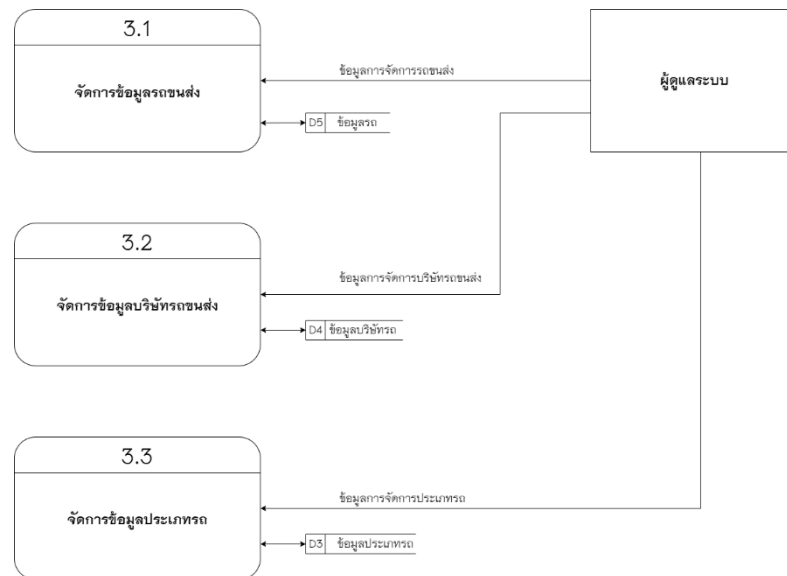 3.1
จัดการข้อมูลรถขนส่ง
ข้อมูลการจัดการรถขนส่ง
ผู้ดูแลระบบ
D5 ข้อมูลรถ
3.2
จัดการข้อมูลบริษัทรถขนส่ง
ข้อมูลการจัดการบริษัทรถขนส่ง
D4 ข้อมูลบริษัทรถ
3.3
จัดการข้อมูลประเภทรถ
ข้อมูลการจัดการประเภทรถ
D3 ข้อมูลประเภทรถ